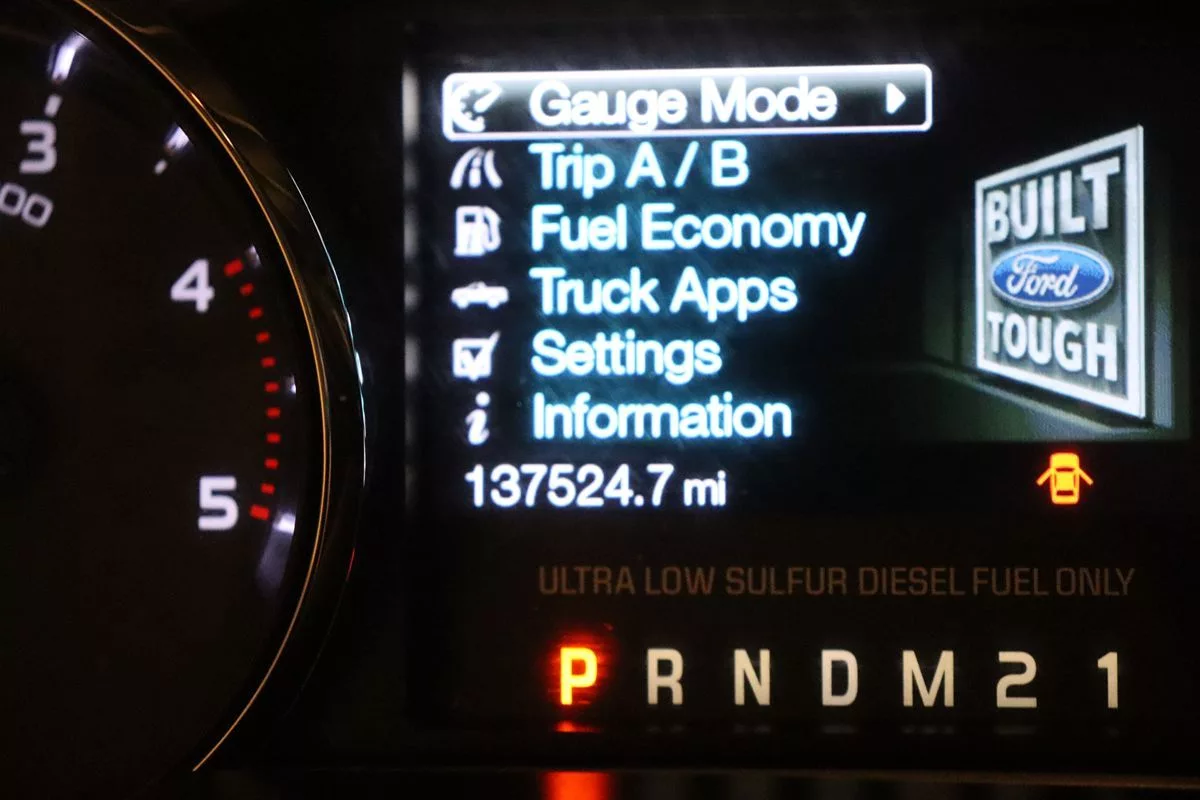 3
00
4
5
Gauge Mode
Trip A / B
Fuel Economy
Truck Apps
Settings
Information
137524.7 mi
BUILT
Ford
TOUGH
ULTRA LOW SULFUR DIESEL FUEL ONLY
P R N D M 2 1